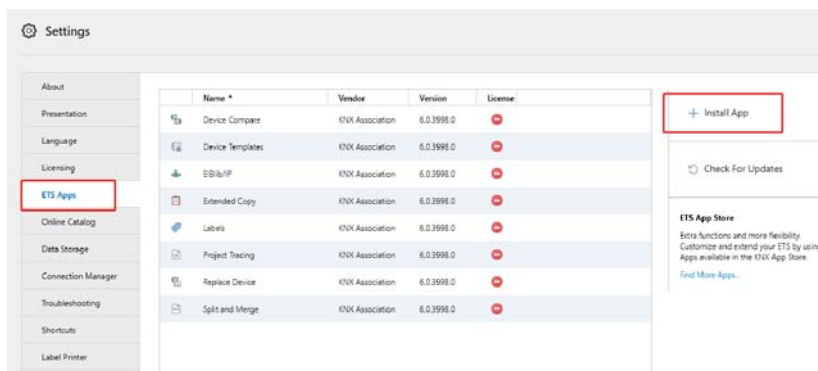 Settings
About
Presentation
Language
Licensing
ETS Apps
Online Catalog
Data Storage
Connection Manager
Troubleshooting
Shortcuts
Label Printer
Name Vendor Version License
Device Compare KNX Association 6.0.3998.0
Device Templates KNX Association 6.0.3998.0
EIBlib/IP KNX Association 6.0.3998.0
Extended Copy KNX Association 6.0.3998.0
Labels KNX Association 6.0.3998.0
Project Tracing KNX Association 6.0.3998.0
Replace Device KNX Association 6.0.3998.0
Split and Merge KNX Association 6.0.3998.0
+ Install App
Check For Updates
ETS App Store
Extra functions and more flexibility.
Customize and extend your ETS by using
Apps available in the KNX App Store.
Find More Apps...